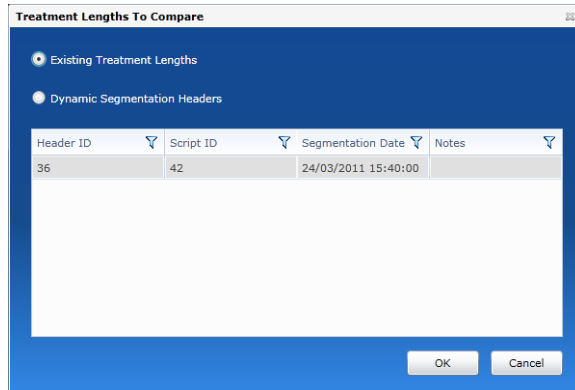 Treatment Lengths To Compare
Existing Treatment Lengths
Dynamic Segmentation Headers
Header ID Script ID Segmentation Date Notes
36 42 24/03/2011 15:40:00
OK Cancel